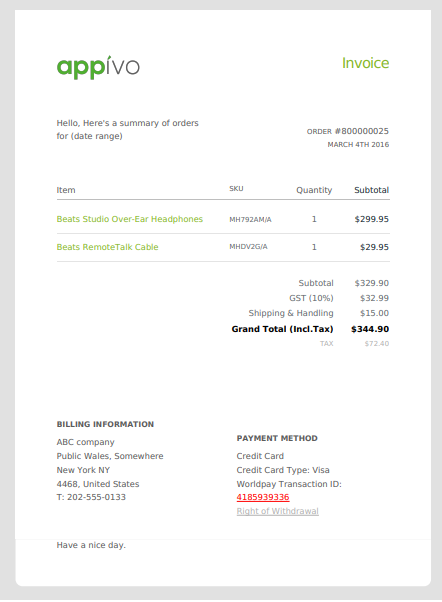 appivo
Invoice
Hello, Here's a summary of orders
for (date range)
ORDER #800000025
MARCH 4TH 2016
Item SKU Quantity Subtotal
Beats Studio Over-Ear Headphones MH792AM/A 1 $299.95
Beats RemoteTalk Cable MHDV2G/A 1 $29.95
Subtotal $329.90
GST (10%) $32.99
Shipping & Handling $15.00
Grand Total (Incl.Tax) $344.90
TAX $72.40
BILLING INFORMATION
ABC company
Public Wales, Somewhere
New York NY
4468, United States
T: 202-555-0133
PAYMENT METHOD
Credit Card
Credit Card Type: Visa
Worldpay Transaction ID:
4185939336
Right of Withdrawal
Have a nice day.